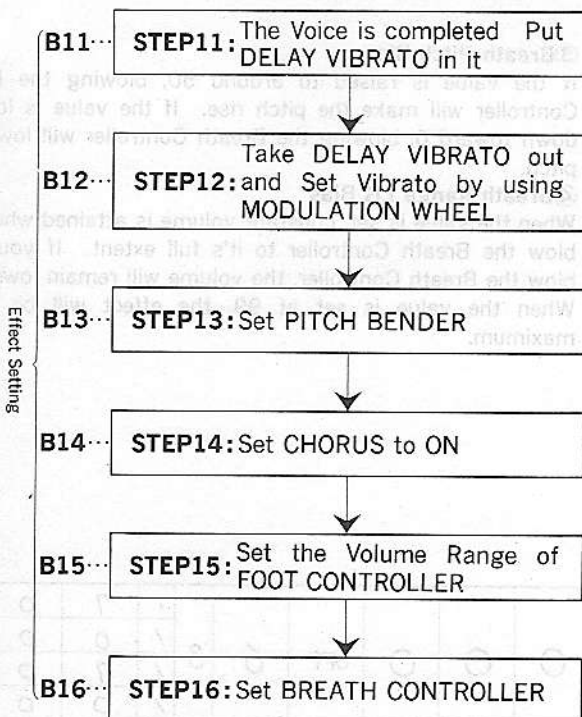 Effect Setting
B11··· STEP11: The Voice is completed Put
DELAY VIBRATO in it
B12··· STEP12: Take DELAY VIBRATO out
and Set Vibrato by using
MODULATION WHEEL
B13··· STEP13: Set PITCH BENDER
B14··· STEP14: Set CHORUS to ON
B15··· STEP15: Set the Volume Range of
FOOT CONTROLLER
B16··· STEP16: Set BREATH CONTROLLER